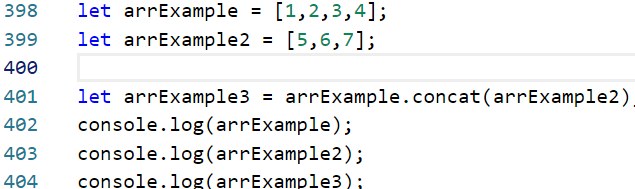 398 let arrExample = [1,2,3,4];
399 let arrExample2 = [5,6,7];
400
401 let arrExample3 = arrExample.concat(arrExample2)
402 console.log(arrExample);
403 console.log(arrExample2);
404 console.log(arrExample3);